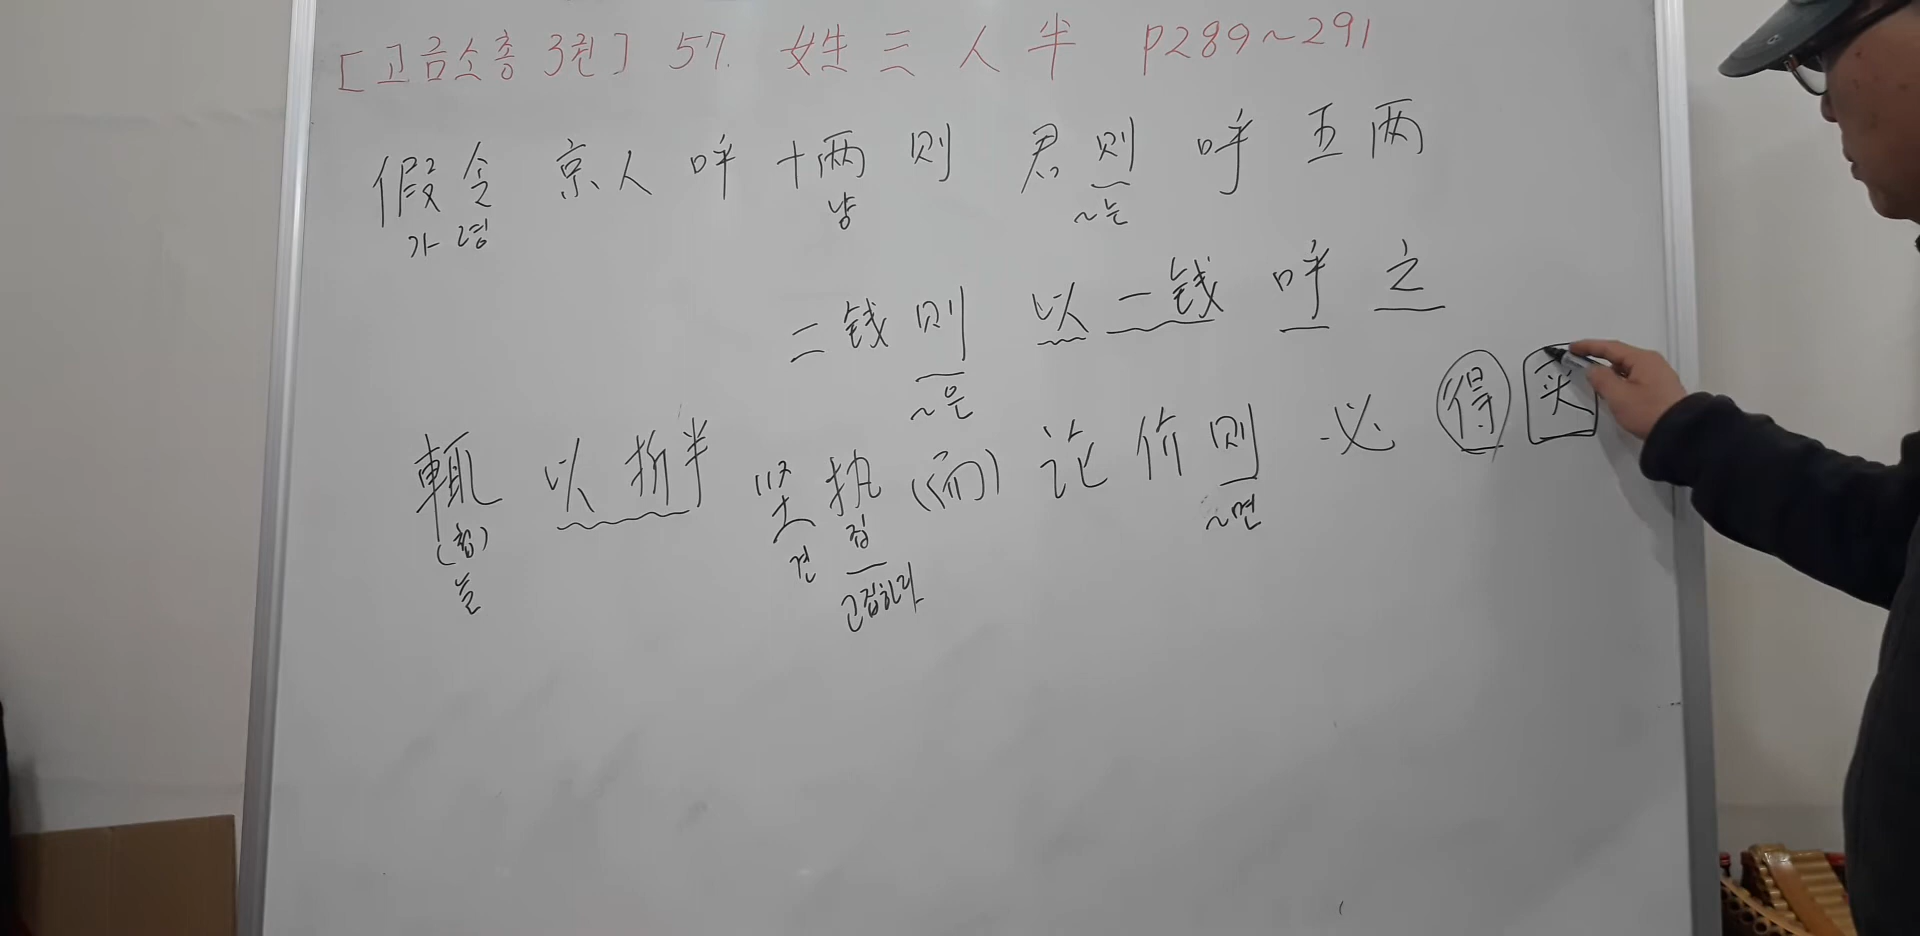 [고금소총 3권] 57. 姓三人半 P289~291
假令 京人 呼 十两 则 君则 呼 五两
가령 냥 ~는
二钱则 以一钱 呼之
~은
輒 以折半 坚执(而) 论价则 必 得买
(첩) 견 집 ~면
늘 고집하다